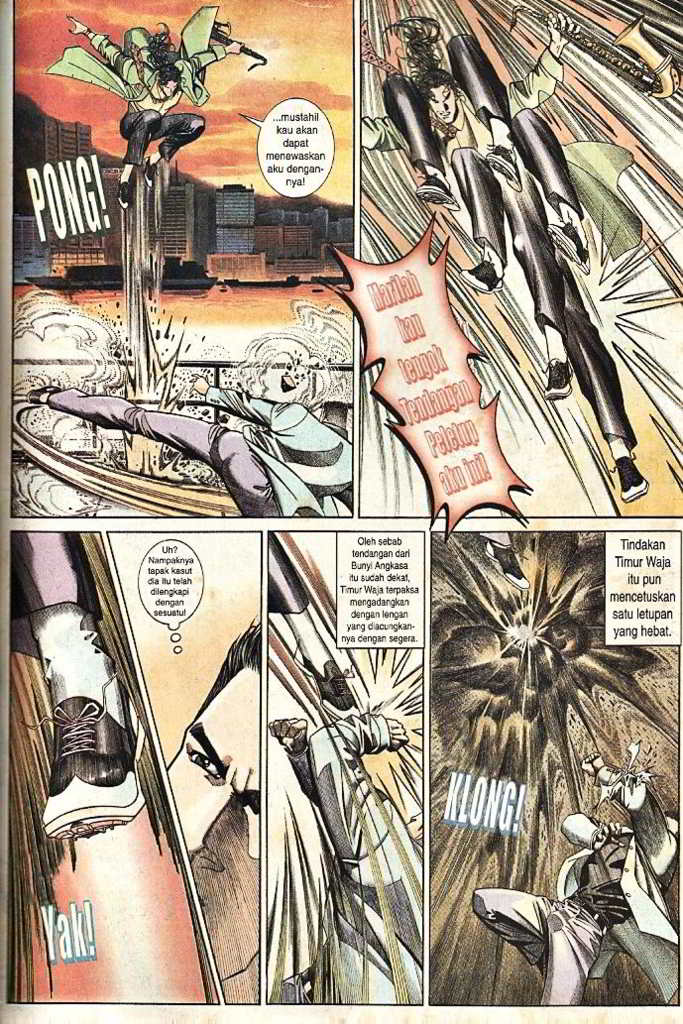 ...mustahil
kau akan
dapat
menewaskan
aku dengan-
nya!
PONG!
Marilah
kau
tengok
Tendangan
Peletup
aku ini!
Uh?
Nampaknya
tapak kasut
dia itu telah
dilengkapi
dengan
sesuatu!
Yak!
Oleh sebab
tendangan dari
Bunyi Angkasa
itu sudah dekat,
Timur Waja terpaksa
mengadangkan
dengan lengan
yang diacungkan-
nya dengan segera.
Tindakan
Timur Waja
itu pun
mencetuskan
satu letupan
yang hebat.
KLONG!